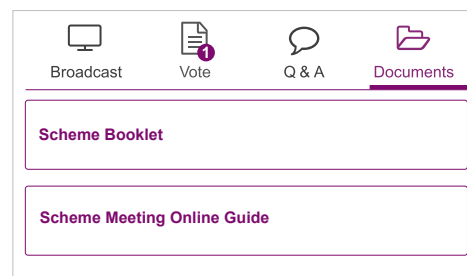 1
Broadcast Vote Q & A Documents
Scheme Booklet
Scheme Meeting Online Guide